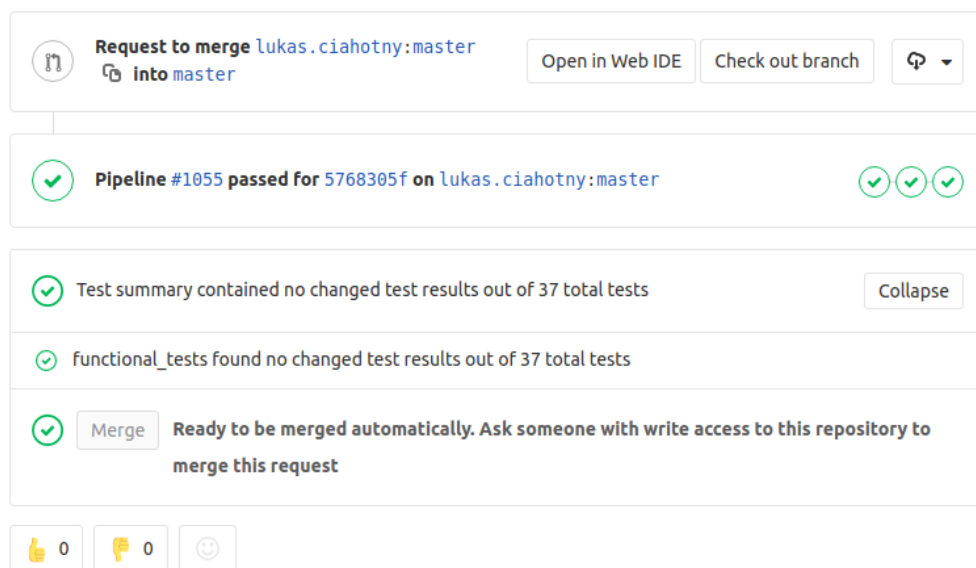 Request to merge lukas.ciahotny:master
into master
Open in Web IDE
Check out branch
Pipeline #1055 passed for 5768305f on lukas.ciahotny:master
Test summary contained no changed test results out of 37 total tests
Collapse
functional_tests found no changed test results out of 37 total tests
Merge
Ready to be merged automatically. Ask someone with write access to this repository to
merge this request
0
0